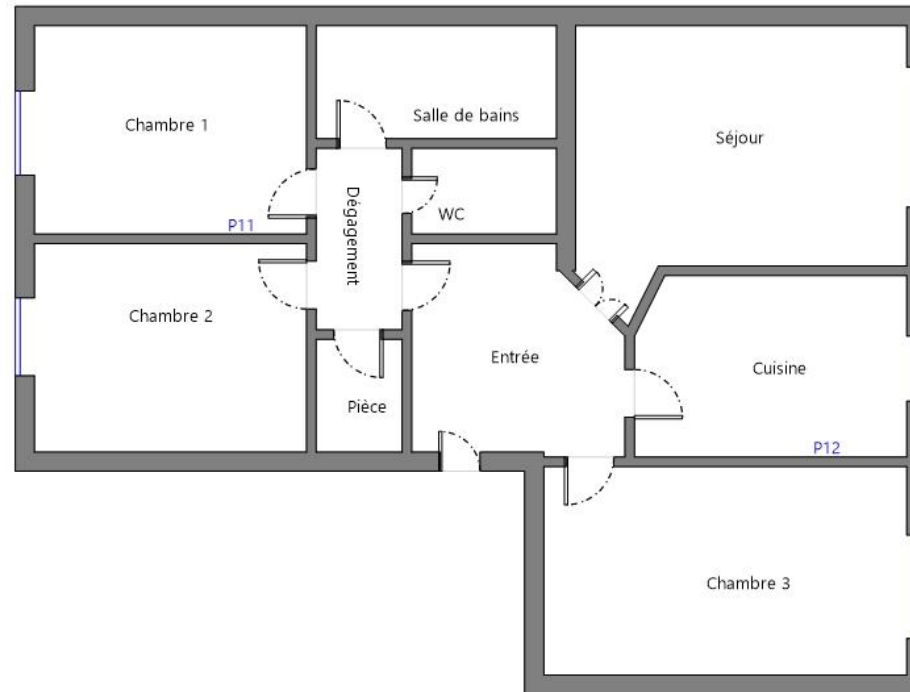 Chambre 1
Salle de bains
Séjour
P11
Dégagement
WC
Chambre 2
Entrée
Cuisine
Pièce
P12
Chambre 3